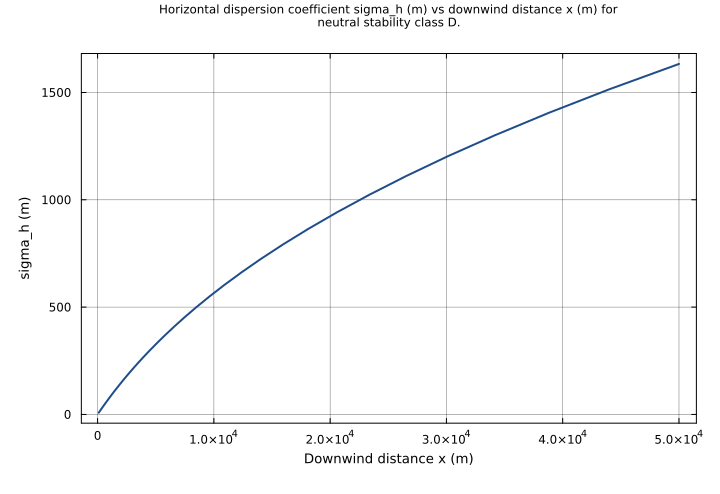 Horizontal dispersion coefficient sigma_h (m) vs downwind distance x (m) for
neutral stability class D.
1500
1000
500
0
sigma_h (m)
0 1.0×10⁴ 2.0×10⁴ 3.0×10⁴ 4.0×10⁴ 5.0×10⁴
Downwind distance x (m)